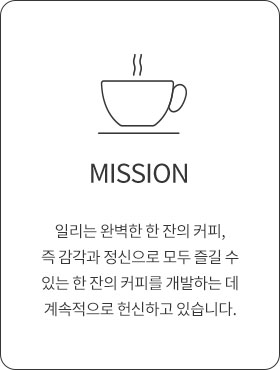 MISSION
일리는 완벽한 한 잔의 커피,
즉 감각과 정신으로 모두 즐길 수
있는 한 잔의 커피를 개발하는 데
계속적으로 헌신하고 있습니다.